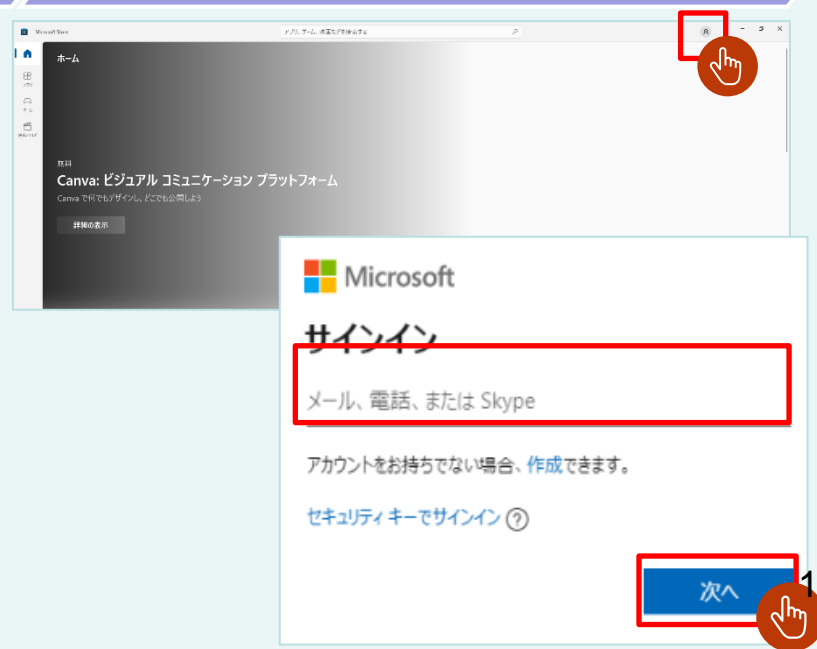 Microsoft Store
アプリ、ゲーム、映画などを検索する
ホーム
無料
Canva: ビジュアル コミュニケーション プラットフォーム
Canva で何でもデザインし、どこでも公開しよう
詳細の表示
Microsoft
サインイン
メール、電話、または Skype
アカウントをお持ちでない場合、作成できます。
セキュリティ キーでサインイン
次へ
1